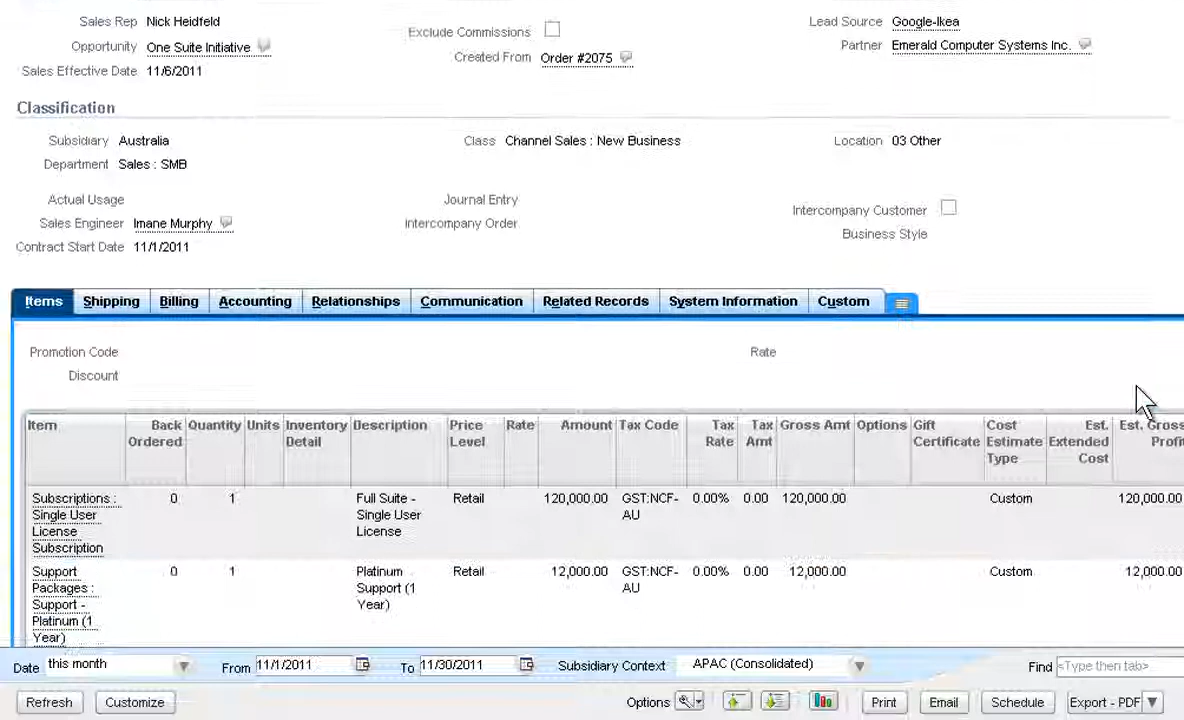 Sales Rep Nick Heidfeld Lead Source Google-Ikea
Exclude Commissions
Opportunity One Suite Initiative Partner Emerald Computer Systems Inc.
Created From Order #2075
Sales Effective Date 11/6/2011
Classification
Subsidiary Australia Class Channel Sales : New Business Location 03 Other
Department Sales : SMB
Actual Usage Journal Entry
Intercompany Customer
Sales Engineer Imane Murphy Intercompany Order
Business Style
Contract Start Date 11/1/2011
Items Shipping Billing Accounting Relationships Communication Related Records System Information Custom
Promotion Code Rate
Discount
Item Back Quantity Units Inventory Description Price Rate Amount Tax Code Tax Tax Gross Amt Options Gift Cost Est. Est. Gross
Ordered Detail Level Rate Amt Certificate Estimate Extended Profit
Type Cost
Subscriptions : 0 1 Full Suite - Retail 120,000.00 GST:NCF- 0.00% 0.00 120,000.00 Custom 120,000.00
Single User Single User AU
License License
Subscription
Support 0 1 Platinum Retail 12,000.00 GST:NCF- 0.00% 0.00 12,000.00 Custom 12,000.00
Packages : Support (1 AU
Support - Year)
Platinum (1
Year)
Date this month From 11/1/2011 To 11/30/2011 Subsidiary Context APAC (Consolidated) Find <Type then tab>
Refresh Customize Options Print Email Schedule Export - PDF